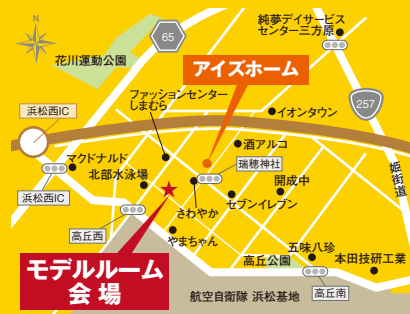 N
65
純夢デイサービス
センター三方原
花川運動公園
アイズホーム
257
ファッションセンター
しまむら
イオンタウン
浜松西IC
酒アルコ
マクドナルド
瑞穂神社
姫街道
北部水泳場
開成中
浜松西IC
さわやか
セブンイレブン
高丘西
やまちゃん
五味八珍
モデルルーム
会場
高丘公園
本田技研工業
航空自衛隊 浜松基地
高丘南